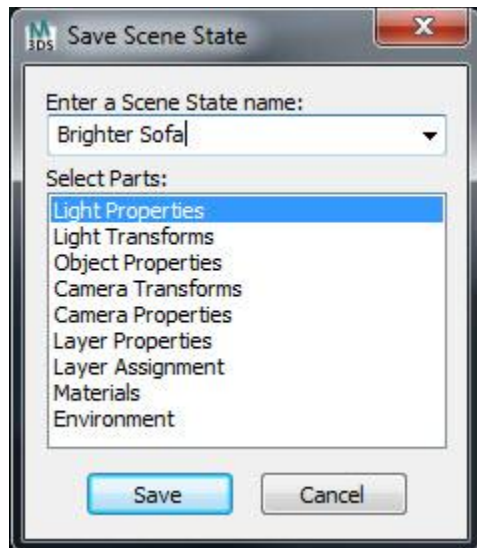 M
3DS
Save Scene State
X
Enter a Scene State name:
Brighter Sofa
Select Parts:
Light Properties
Light Transforms
Object Properties
Camera Transforms
Camera Properties
Layer Properties
Layer Assignment
Materials
Environment
Save Cancel